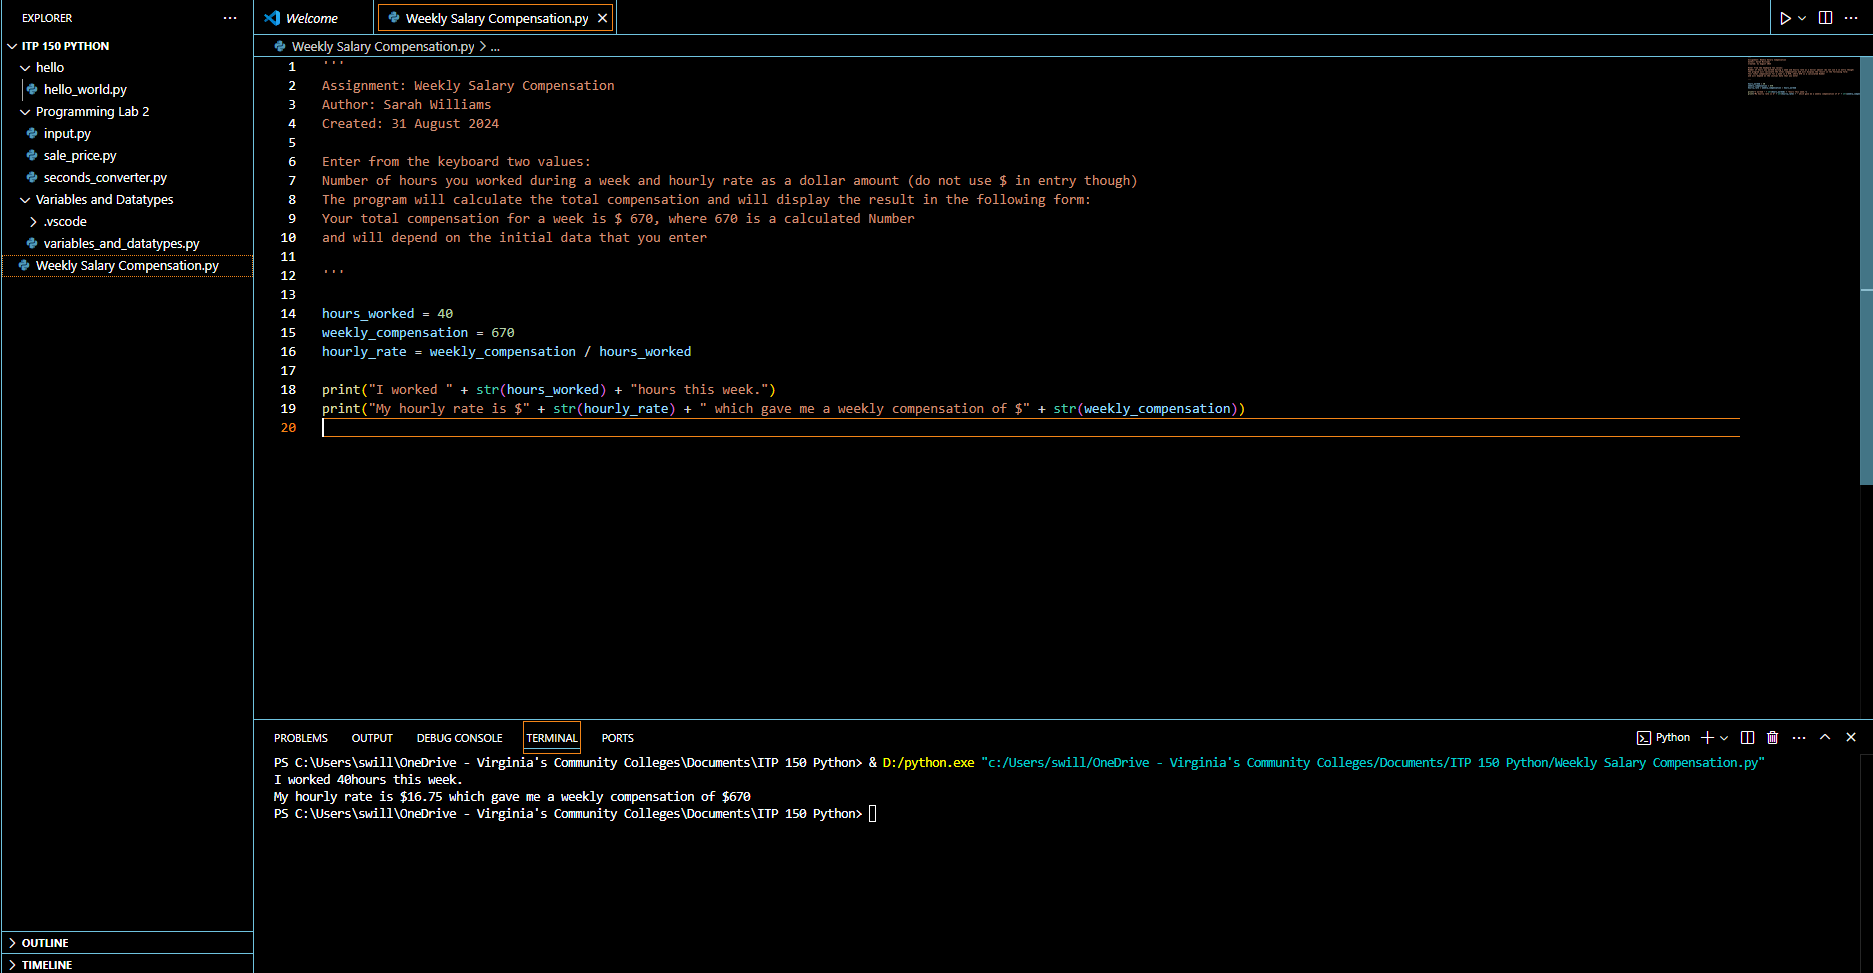 EXPLORER
ITP 150 PYTHON
hello
hello_world.py
Programming Lab 2
input.py
sale_price.py
seconds_converter.py
Variables and Datatypes
.vscode
variables_and_datatypes.py
Weekly Salary Compensation.py
OUTLINE
TIMELINE
Welcome
Weekly Salary Compensation.py
Weekly Salary Compensation.py > ...
1 '''
2 Assignment: Weekly Salary Compensation
3 Author: Sarah Williams
4 Created: 31 August 2024
5
6 Enter from the keyboard two values:
7 Number of hours you worked during a week and hourly rate as a dollar amount (do not use $ in entry though)
8 The program will calculate the total compensation and will display the result in the following form:
9 Your total compensation for a week is $ 670, where 670 is a calculated Number
10 and will depend on the initial data that you enter
11
12 '''
13
14 hours_worked = 40
15 weekly_compensation = 670
16 hourly_rate = weekly_compensation / hours_worked
17
18 print("I worked " + str(hours_worked) + "hours this week.")
19 print("My hourly rate is $" + str(hourly_rate) + " which gave me a weekly compensation of $" + str(weekly_compensation))
20
PROBLEMS OUTPUT DEBUG CONSOLE TERMINAL PORTS
Python
PS C:\Users\swill\OneDrive - Virginia's Community Colleges\Documents\ITP 150 Python> & D:/python.exe "c:/Users/swill/OneDrive - Virginia's Community Colleges/Documents/ITP 150 Python/Weekly Salary Compensation.py"
I worked 40hours this week.
My hourly rate is $16.75 which gave me a weekly compensation of $670
PS C:\Users\swill\OneDrive - Virginia's Community Colleges\Documents\ITP 150 Python>